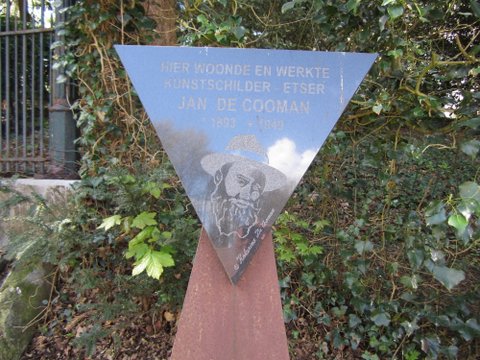 HIER WOONDE EN WERKTE
KUNSTSCHILDER - ETSER
JAN DE COOMAN
° 1893 + 1949